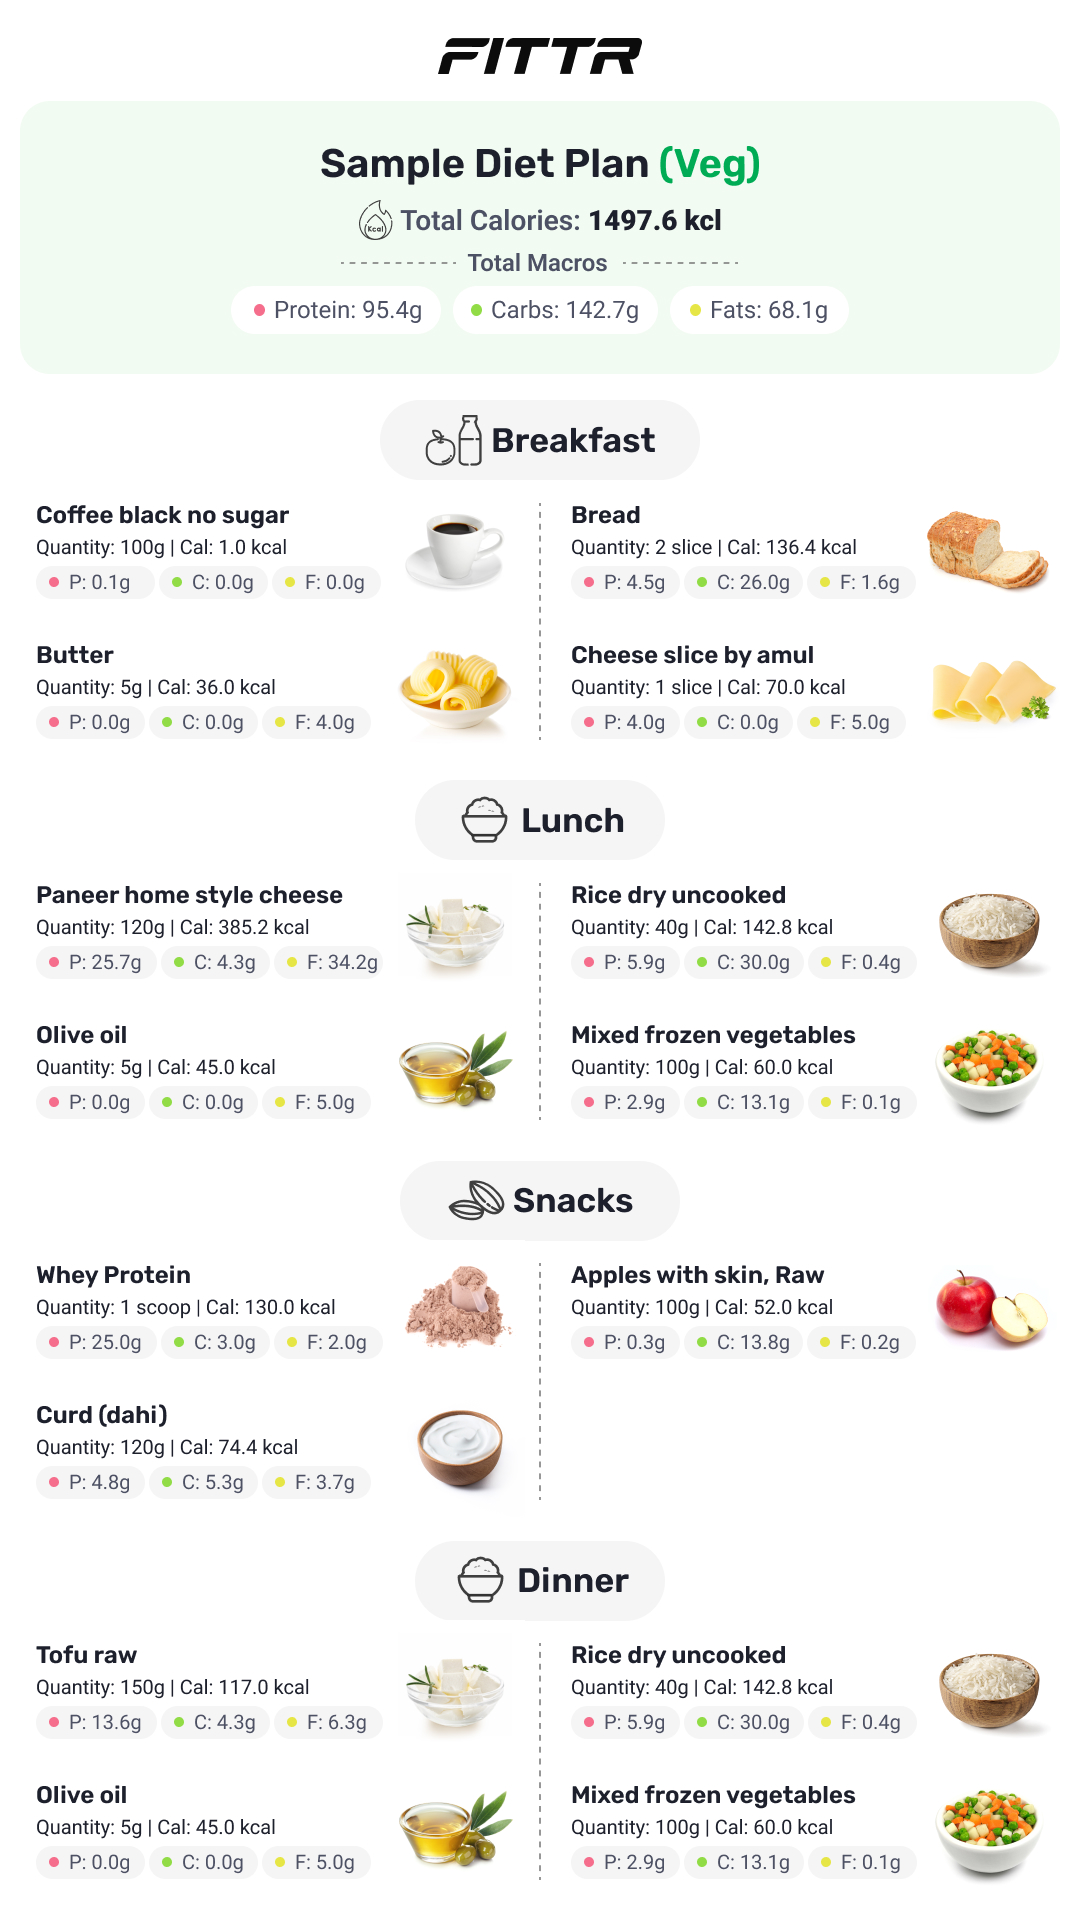 FITTR
Sample Diet Plan (Veg)
Kcal Total Calories: 1497.6 kcl
Total Macros
Protein: 95.4g Carbs: 142.7g Fats: 68.1g
Breakfast
Coffee black no sugar
Quantity: 100g | Cal: 1.0 kcal
P: 0.1g C: 0.0g F: 0.0g
Bread
Quantity: 2 slice | Cal: 136.4 kcal
P: 4.5g C: 26.0g F: 1.6g
Butter
Quantity: 5g | Cal: 36.0 kcal
P: 0.0g C: 0.0g F: 4.0g
Cheese slice by amul
Quantity: 1 slice | Cal: 70.0 kcal
P: 4.0g C: 0.0g F: 5.0g
Lunch
Paneer home style cheese
Quantity: 120g | Cal: 385.2 kcal
P: 25.7g C: 4.3g F: 34.2g
Rice dry uncooked
Quantity: 40g | Cal: 142.8 kcal
P: 5.9g C: 30.0g F: 0.4g
Olive oil
Quantity: 5g | Cal: 45.0 kcal
P: 0.0g C: 0.0g F: 5.0g
Mixed frozen vegetables
Quantity: 100g | Cal: 60.0 kcal
P: 2.9g C: 13.1g F: 0.1g
Snacks
Whey Protein
Quantity: 1 scoop | Cal: 130.0 kcal
P: 25.0g C: 3.0g F: 2.0g
Apples with skin, Raw
Quantity: 100g | Cal: 52.0 kcal
P: 0.3g C: 13.8g F: 0.2g
Curd (dahi)
Quantity: 120g | Cal: 74.4 kcal
P: 4.8g C: 5.3g F: 3.7g
Dinner
Tofu raw
Quantity: 150g | Cal: 117.0 kcal
P: 13.6g C: 4.3g F: 6.3g
Rice dry uncooked
Quantity: 40g | Cal: 142.8 kcal
P: 5.9g C: 30.0g F: 0.4g
Olive oil
Quantity: 5g | Cal: 45.0 kcal
P: 0.0g C: 0.0g F: 5.0g
Mixed frozen vegetables
Quantity: 100g | Cal: 60.0 kcal
P: 2.9g C: 13.1g F: 0.1g